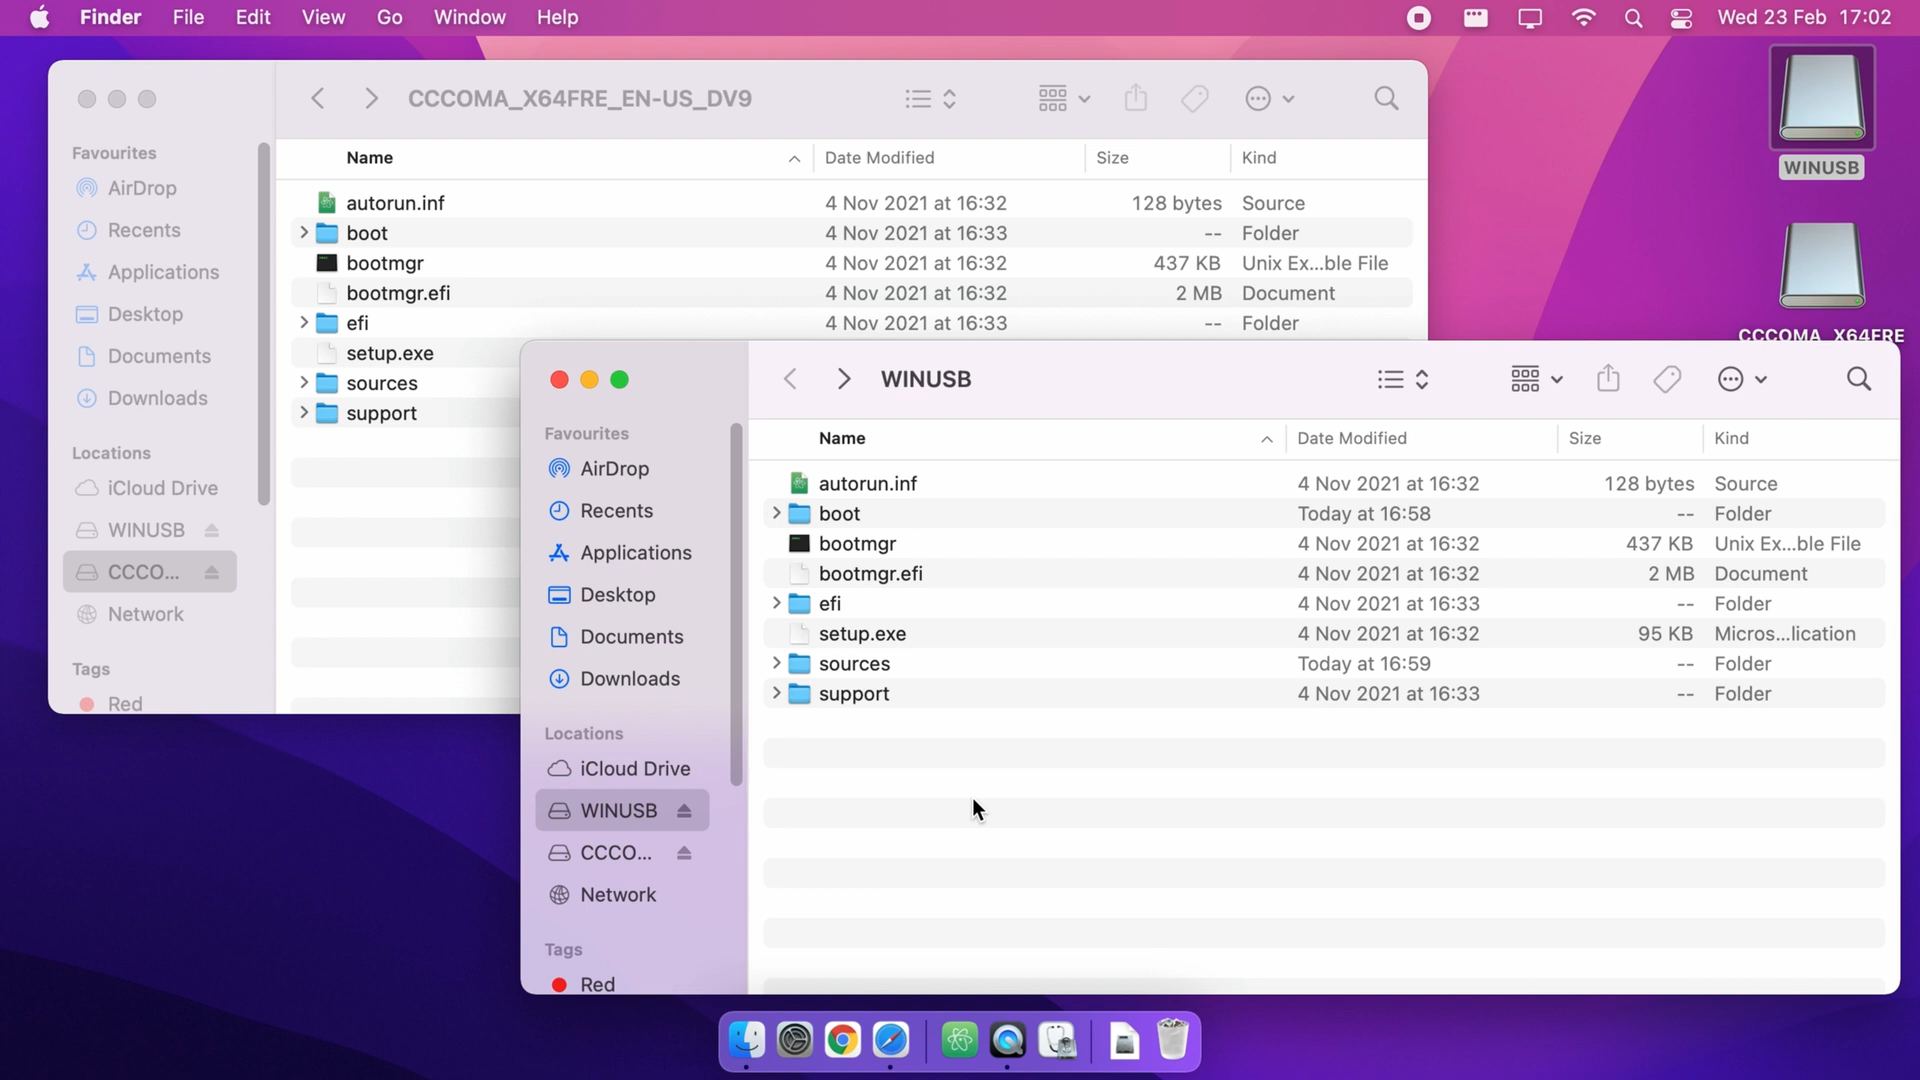 Finder File Edit View Go Window Help Wed 23 Feb 17:02
CCCOMA_X64FRE_EN-US_DV9
Favourites
AirDrop
Recents
Applications
Desktop
Documents
Downloads
Locations
iCloud Drive
WINUSB
CCCO...
Network
Tags
Red
Name Date Modified Size Kind
autorun.inf 4 Nov 2021 at 16:32 128 bytes Source
boot 4 Nov 2021 at 16:33 -- Folder
bootmgr 4 Nov 2021 at 16:32 437 KB Unix Ex...ble File
bootmgr.efi 4 Nov 2021 at 16:32 2 MB Document
efi 4 Nov 2021 at 16:33 -- Folder
setup.exe
sources
support
WINUSB
CCCOMA_X64FRE
WINUSB
Favourites
AirDrop
Recents
Applications
Desktop
Documents
Downloads
Locations
iCloud Drive
WINUSB
CCCO...
Network
Tags
Red
Name Date Modified Size Kind
autorun.inf 4 Nov 2021 at 16:32 128 bytes Source
boot Today at 16:58 -- Folder
bootmgr 4 Nov 2021 at 16:32 437 KB Unix Ex...ble File
bootmgr.efi 4 Nov 2021 at 16:32 2 MB Document
efi 4 Nov 2021 at 16:33 -- Folder
setup.exe 4 Nov 2021 at 16:32 95 KB Micros...lication
sources Today at 16:59 -- Folder
support 4 Nov 2021 at 16:33 -- Folder